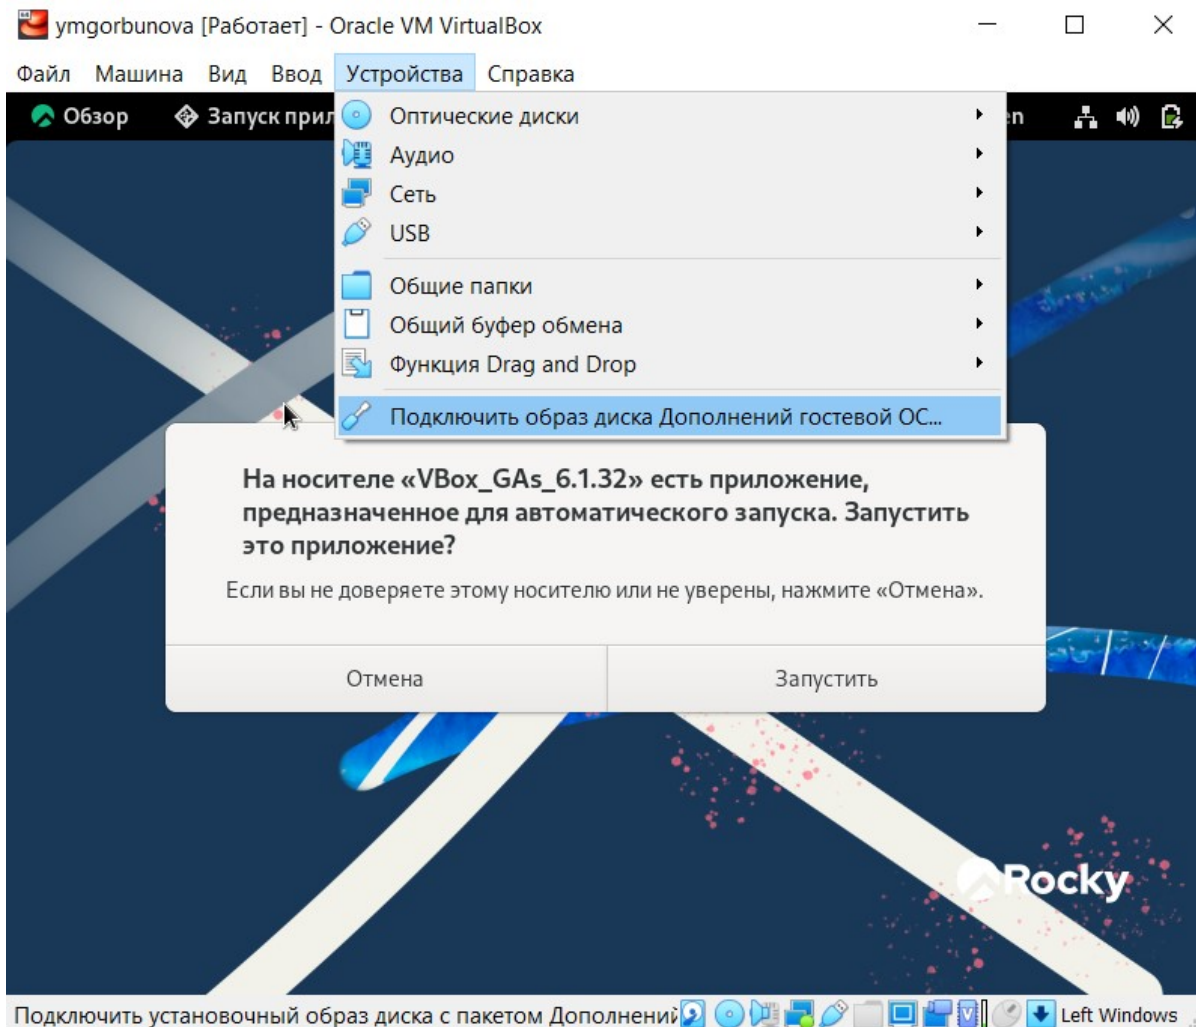 ymgorbunova [Работает] - Oracle VM VirtualBox
Файл Машина Вид Ввод Устройства Справка
Обзор Запуск прил
Оптические диски
Аудио
Сеть
USB
Общие папки
Общий буфер обмена
Функция Drag and Drop
Подключить образ диска Дополнений гостевой ОС...
На носителе «VBox_GAs_6.1.32» есть приложение,
предназначенное для автоматического запуска. Запустить
это приложение?
Если вы не доверяете этому носителю или не уверены, нажмите «Отмена».
Отмена Запустить
Rocky
Подключить установочный образ диска с пакетом Дополнений Left Windows